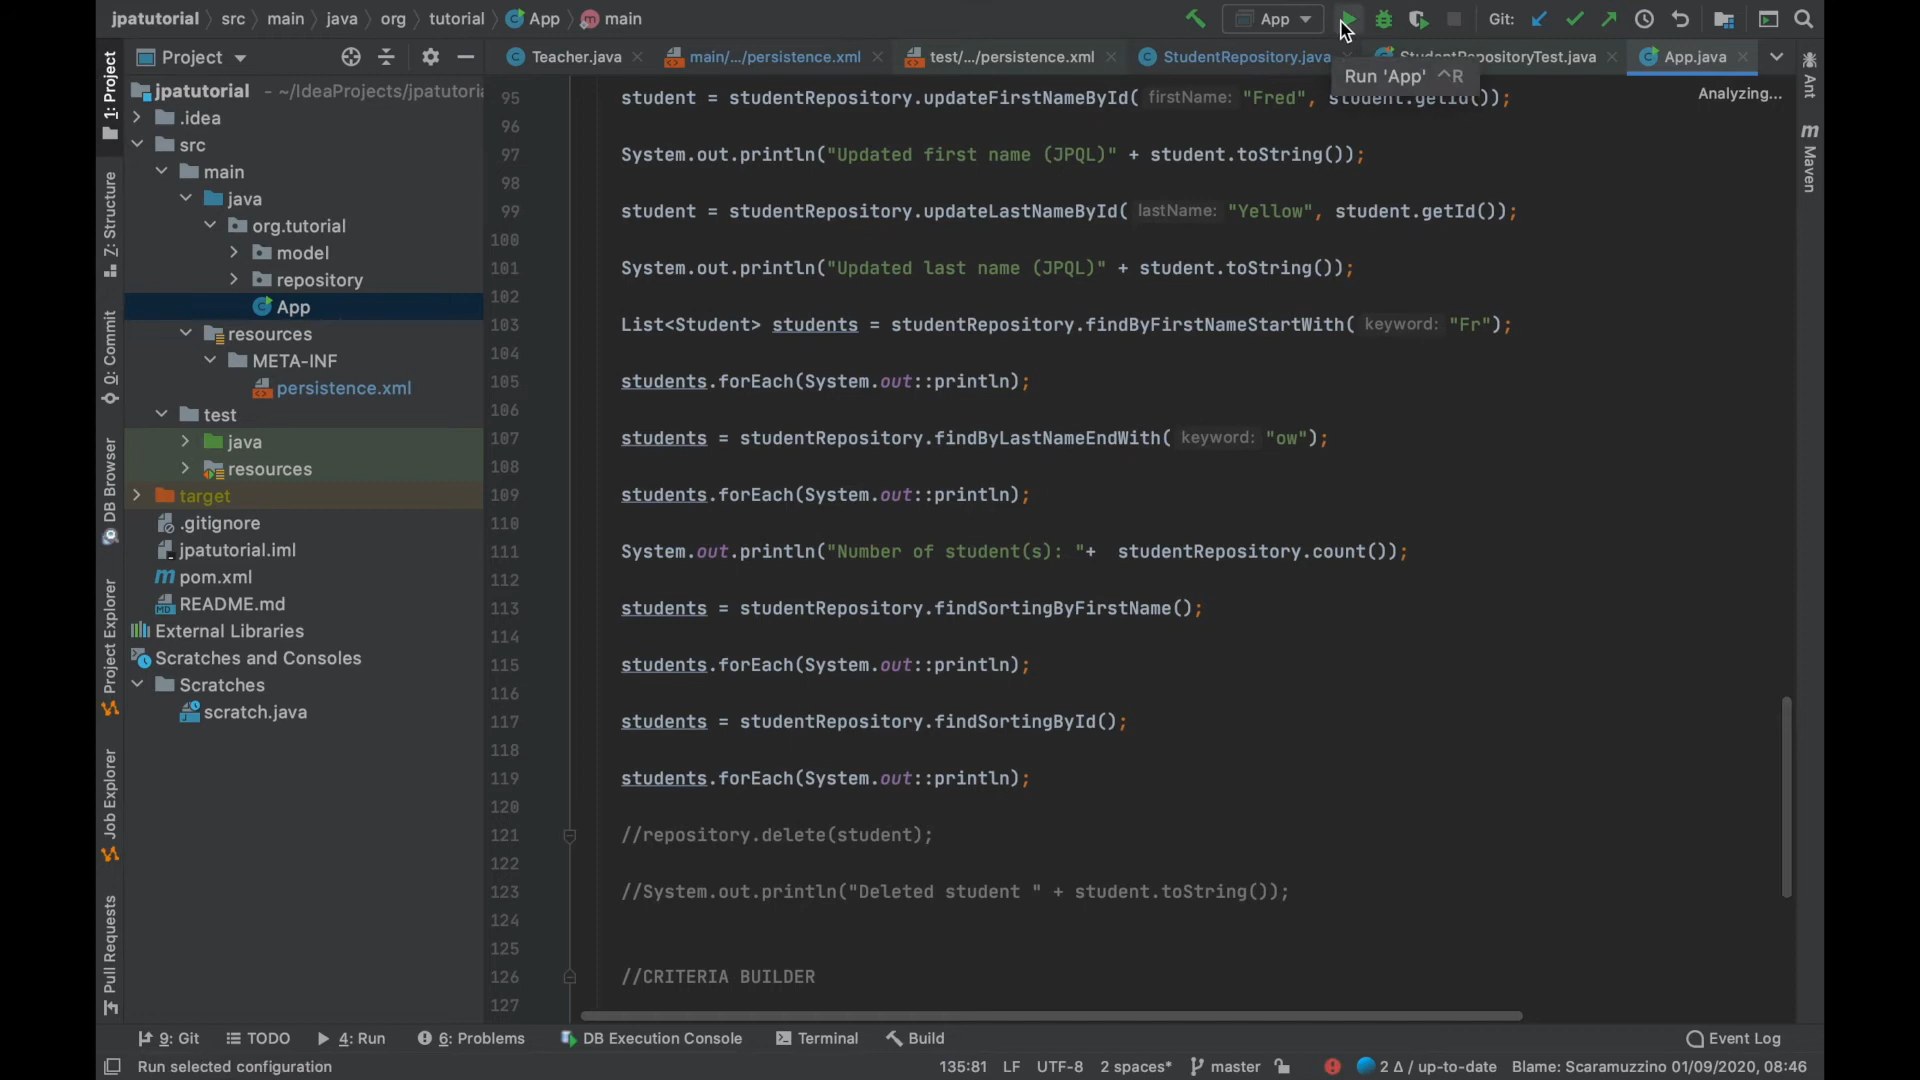 jpatutorial src main java org tutorial App main
App
Git:
1: Project
Z: Structure
0: Commit
DB Browser
Project Explorer
Job Explorer
Pull Requests
Project
jpatutorial - ~/IdeaProjects/jpatutoria
.idea
src
main
java
org.tutorial
model
repository
App
resources
META-INF
persistence.xml
test
java
resources
target
.gitignore
jpatutorial.iml
pom.xml
README.md
External Libraries
Scratches and Consoles
Scratches
scratch.java
Teacher.java main/.../persistence.xml test/.../persistence.xml StudentRepository.java StudentRepositoryTest.java App.java
Run 'App' ^R
Analyzing...
95 student = studentRepository.updateFirstNameById( firstName: "Fred", student.getId());
96
97 System.out.println("Updated first name (JPQL)" + student.toString());
98
99 student = studentRepository.updateLastNameById( lastName: "Yellow", student.getId());
100
101 System.out.println("Updated last name (JPQL)" + student.toString());
102
103 List<Student> students = studentRepository.findByFirstNameStartWith( keyword: "Fr");
104
105 students.forEach(System.out::println);
106
107 students = studentRepository.findByLastNameEndWith( keyword: "ow");
108
109 students.forEach(System.out::println);
110
111 System.out.println("Number of student(s): "+  studentRepository.count());
112
113 students = studentRepository.findSortingByFirstName();
114
115 students.forEach(System.out::println);
116
117 students = studentRepository.findSortingById();
118
119 students.forEach(System.out::println);
120
121 //repository.delete(student);
122
123 //System.out.println("Deleted student " + student.toString());
124
125
126 //CRITERIA BUILDER
127
Ant
m Maven
9: Git TODO 4: Run 6: Problems DB Execution Console Terminal Build Event Log
Run selected configuration 135:81 LF UTF-8 2 spaces* master 2 Δ / up-to-date Blame: Scaramuzzino 01/09/2020, 08:46